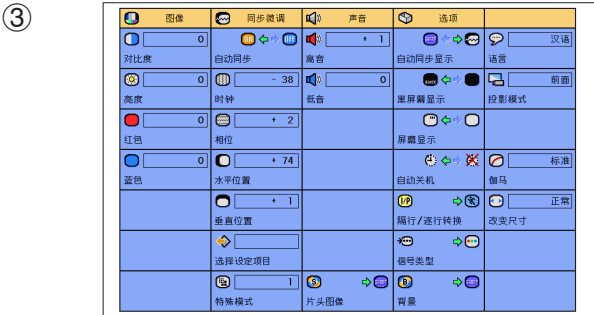 ③
图像 同步微调 声音 选项
0 ON OFF + 1 汉语
对比度 自动同步 高音 自动同步显示 语言
0 - 38 0 前面
亮度 时钟 低音 黑屏幕显示 投影模式
0 + 2
红色 相位 屏幕显示
0 + 74 标准
蓝色 水平位置 自动关机 伽马
+ 1 I/P 正常
垂直位置 隔行/逐行转换 改变尺寸
选择设定项目 信号类型
1 S B
特殊模式 片头图像 背景